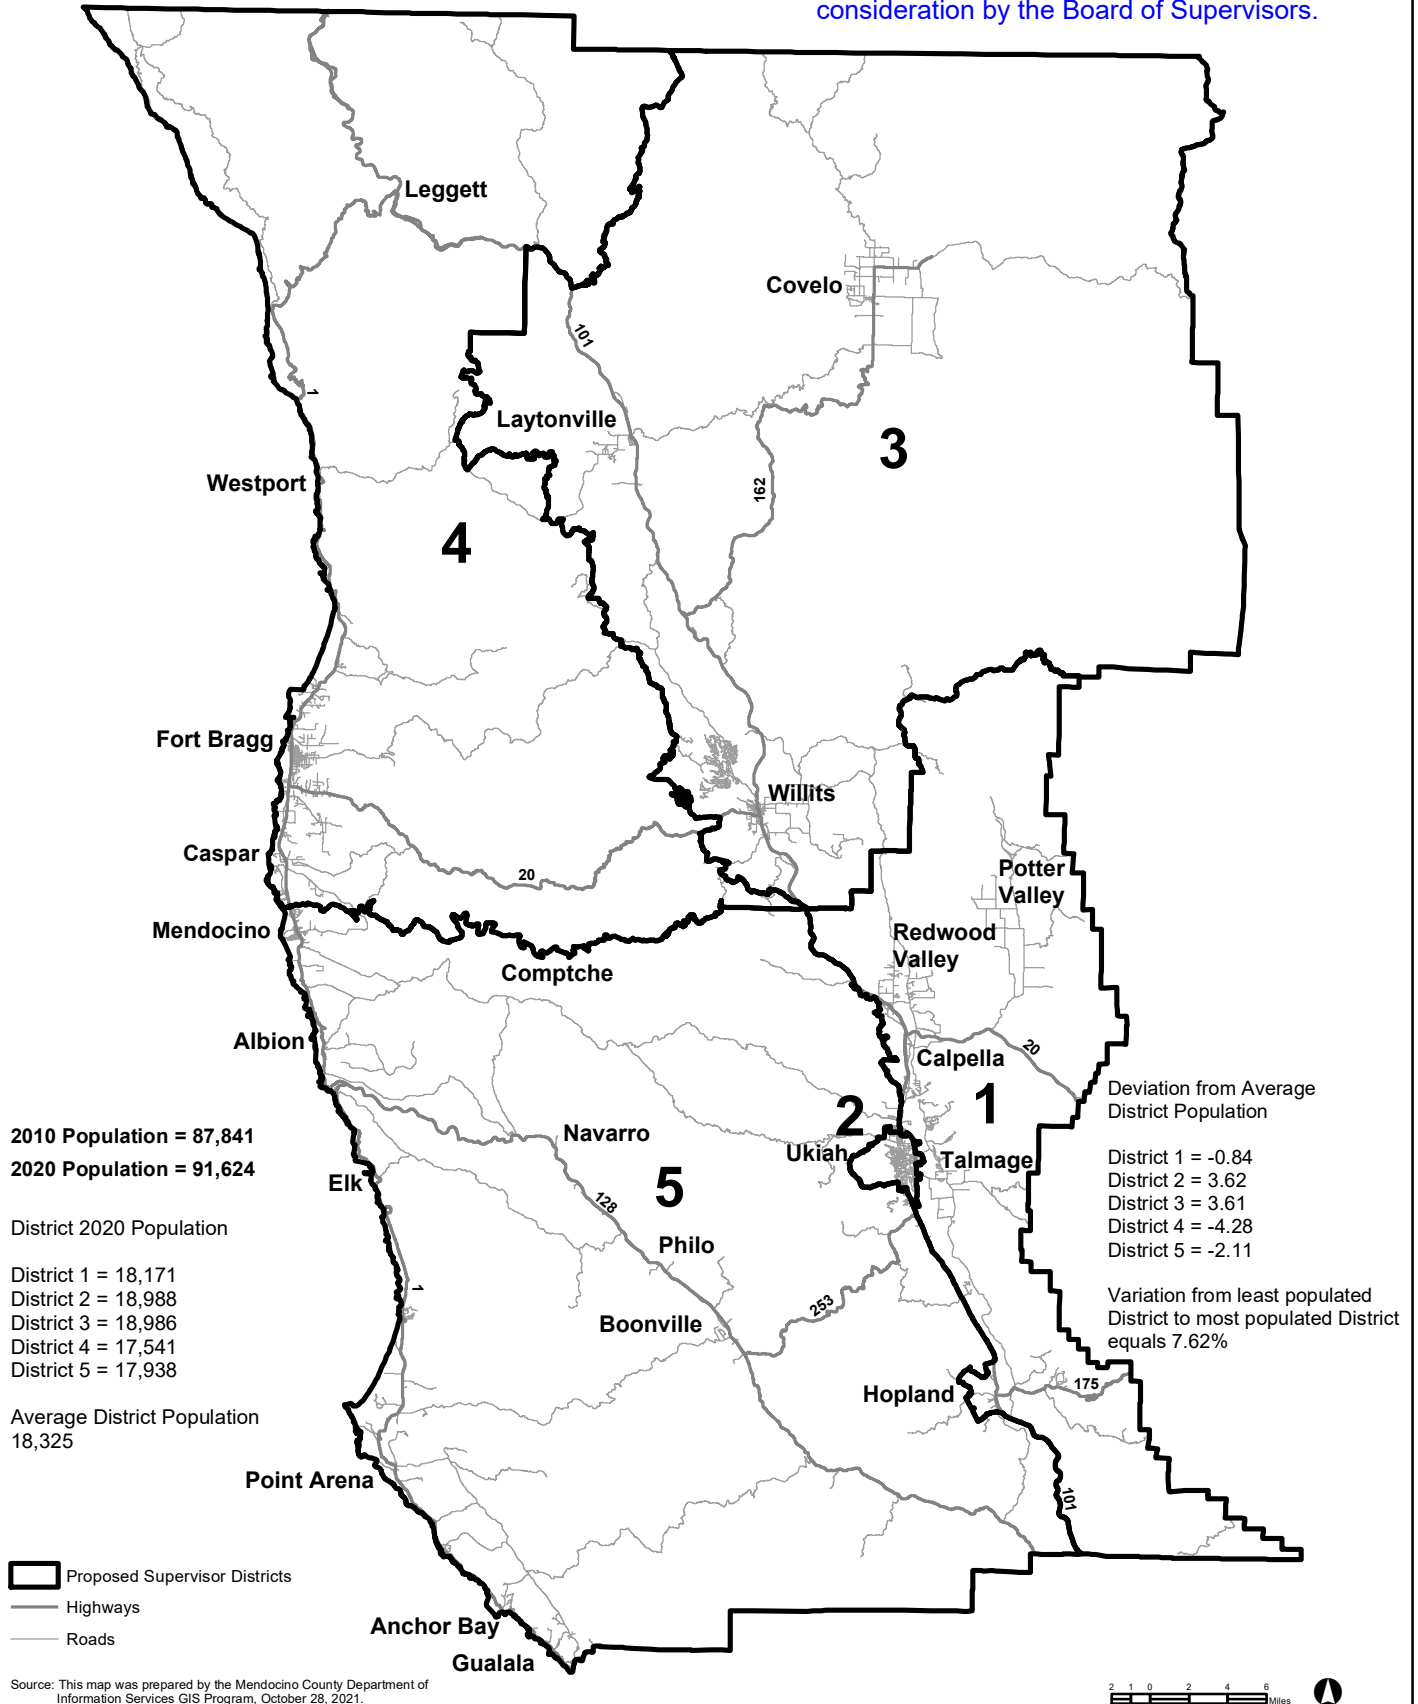 consideration by the Board of Supervisors.
Leggett
Covelo
101
1
Laytonville
3
162
Westport
4
Fort Bragg
Willits
Caspar
20
Potter
Valley
Mendocino
Redwood
Valley
Comptche
Albion
20
Calpella
1
2
Deviation from Average
District Population
District 1 = -0.84
District 2 = 3.62
District 3 = 3.61
District 4 = -4.28
District 5 = -2.11
Variation from least populated
District to most populated District
equals 7.62%
2010 Population = 87,841
2020 Population = 91,624
Navarro
Ukiah
Talmage
Elk
5
128
District 2020 Population
District 1 = 18,171
District 2 = 18,988
District 3 = 18,986
District 4 = 17,541
District 5 = 17,938
Average District Population
18,325
Philo
1
253
Boonville
Hopland
175
Point Arena
101
Proposed Supervisor Districts
Highways
Roads
Anchor Bay
Gualala
Source: This map was prepared by the Mendocino County Department of
Information Services GIS Program, October 28, 2021.
2 1 0 2 4 6
Miles